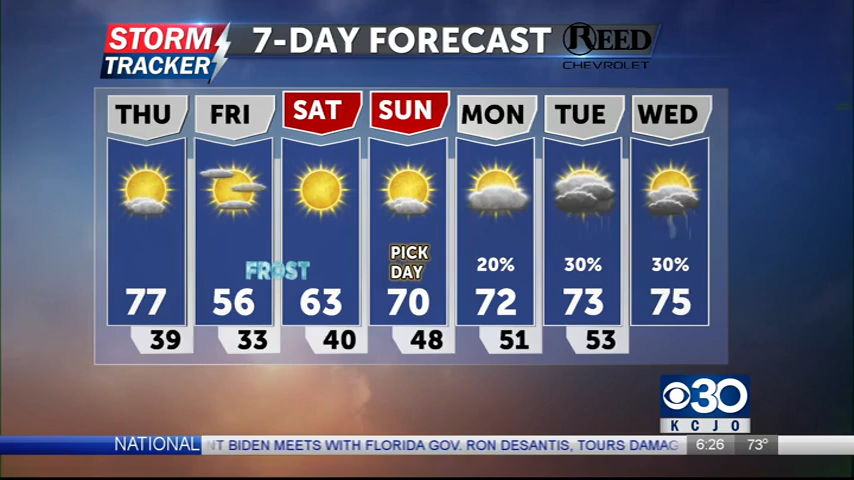 STORM
TRACKER
7-DAY FORECAST
REED
CHEVROLET
THU FRI SAT SUN MON TUE WED
FROST
PICK
DAY
20% 30% 30%
77 56 63 70 72 73 75
39 33 40 48 51 53
30
KCJO
NATIONAL NT BIDEN MEETS WITH FLORIDA GOV. RON DESANTIS, TOURS DAMAG 6:26 73°